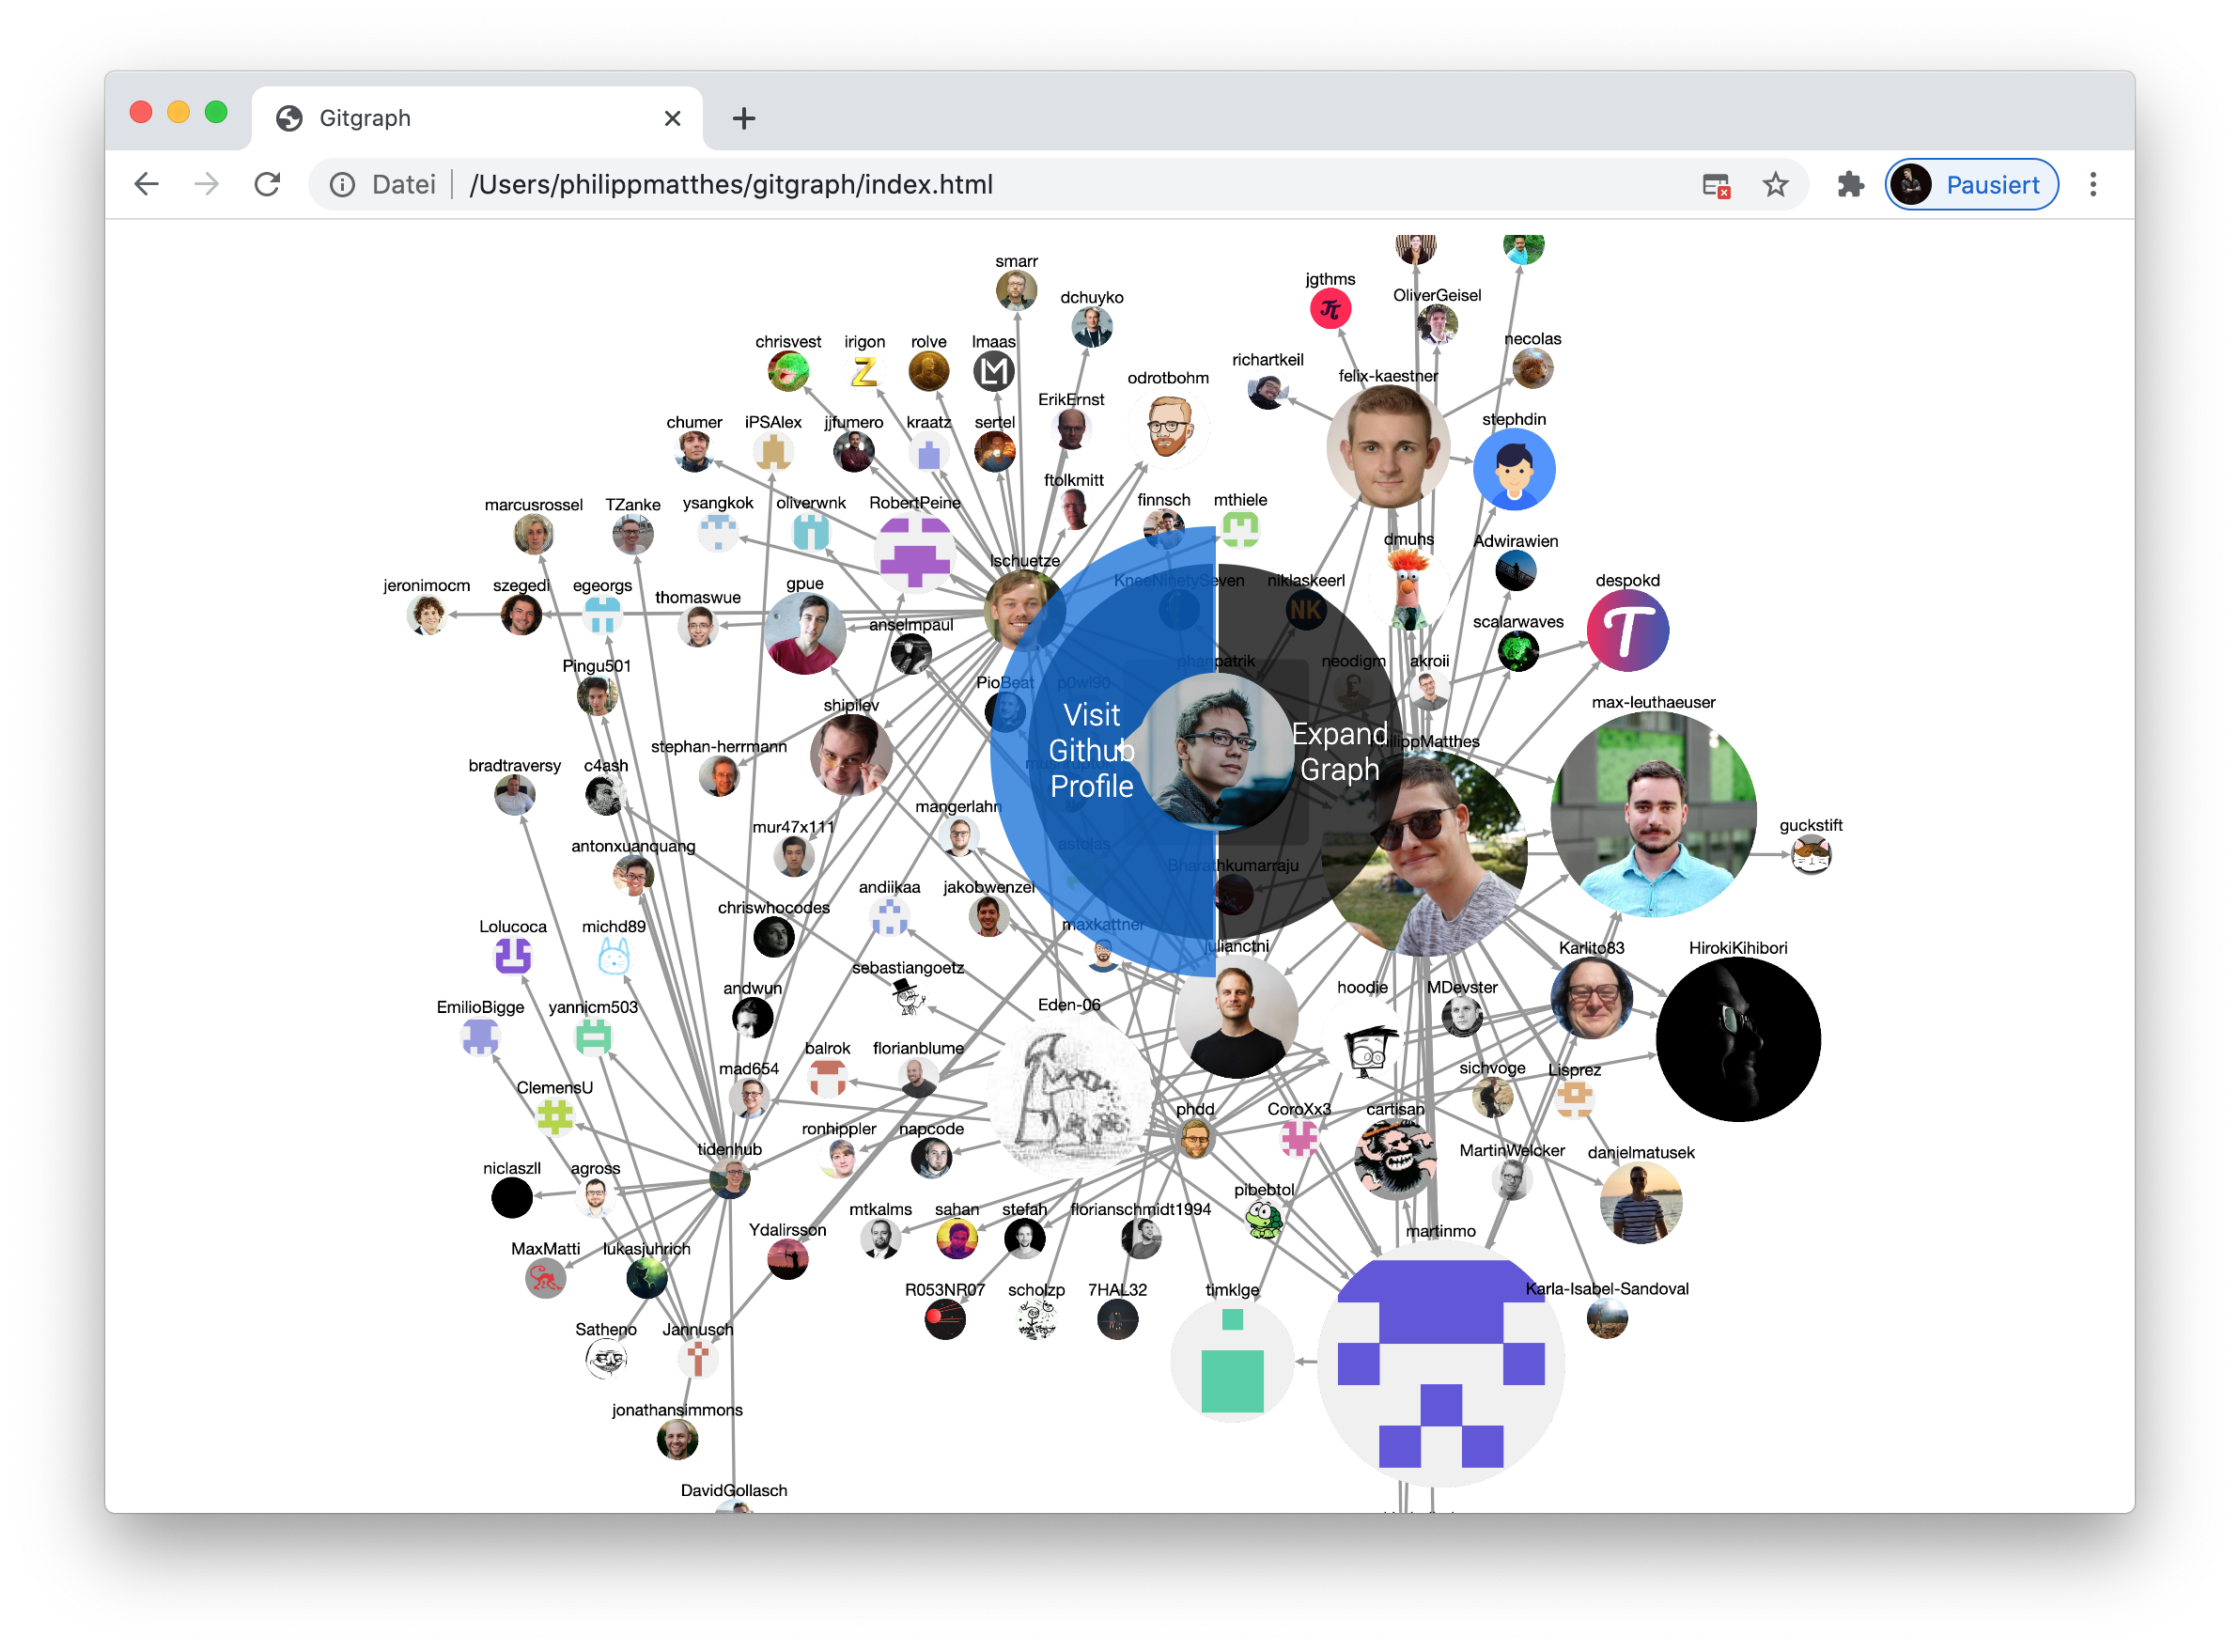 Gitgraph
Datei
/Users/philippmatthes/gitgraph/index.html
Pausiert
smarr
jgthms
dchuyko
OliverGeisel
chrisvest
irigon
rolve
lmaas
necolas
richartkeil
odrotbohm
felix-kaestner
ErikErnst
chumer
iPSAlex
jjfumero
kraatz
sertel
stephdin
ftolkmitt
marcusrossel
TZanke
ysangkok
oliverwnk
RobertPeine
finnsch
mthiele
dmuhs
Adwirawien
lschuetze
jeronimocm
szegedi
egeorgs
gpue
KneeNinetySeven
niklaskeerl
NK
despokd
T
thomaswue
anselmpaul
scalarwaves
Pingu501
phanpatrik
neodigm
akroii
PioBeat
p0wl90
max-leuthaeuser
shipilev
Visit
Github
Profile
Expand
Graph
PhilippMatthes
stephan-herrmann
bradtraversy
c4ash
mangerlahn
mur47x111
guckstift
antonxuanquang
astoias
Bharathkumarraju
andiikaa
jakobwenzel
chriswhocodes
Lolucoca
michd89
maxkattner
julianctni
Karlito83
HirokiKihibori
sebastiangoetz
andwun
hoodie
MDevster
EmilioBigge
yannicm503
Eden-06
balrok
florianblume
mad654
sichvoge
Lisprez
ClemensU
phdd
CoroXx3
cartisan
ronhippler
napcode
tidenhub
MartinWelcker
danielmatusek
niclaszll
agross
pibebtol
mtkalms
sahan
stefah
florianschmidt1994
Ydalirsson
martinmo
MaxMatti
lukasjuhrich
R053NR07
scholzp
7HAL32
timklge
Karla-Isabel-Sandoval
Satheno
Jannusch
jonathansimmons
DavidGollasch